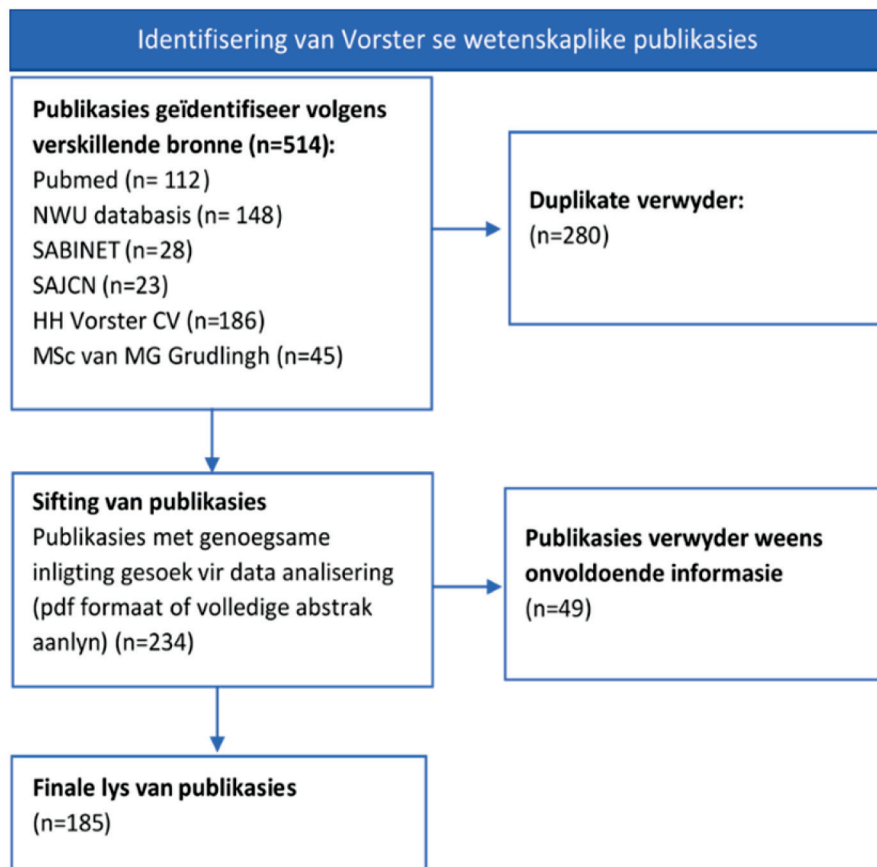 Identifisering van Vorster se wetenskaplike publikasies
Publikasies geïdentifiseer volgens
verskillende bronne (n=514):
Pubmed (n= 112)
NWU databasis (n= 148)
SABINET (n=28)
SAJCN (n=23)
HH Vorster CV (n=186)
MSc van MG Grudlingh (n=45)
Duplikate verwyder:
(n=280)
Sifting van publikasies
Publikasies met genoegsame
inligting gesoek vir data analisering
(pdf formaat of volledige abstrak
aanlyn) (n=234)
Publikasies verwyder weens
onvoldoende informasie
(n=49)
Finale lys van publikasies
(n=185)